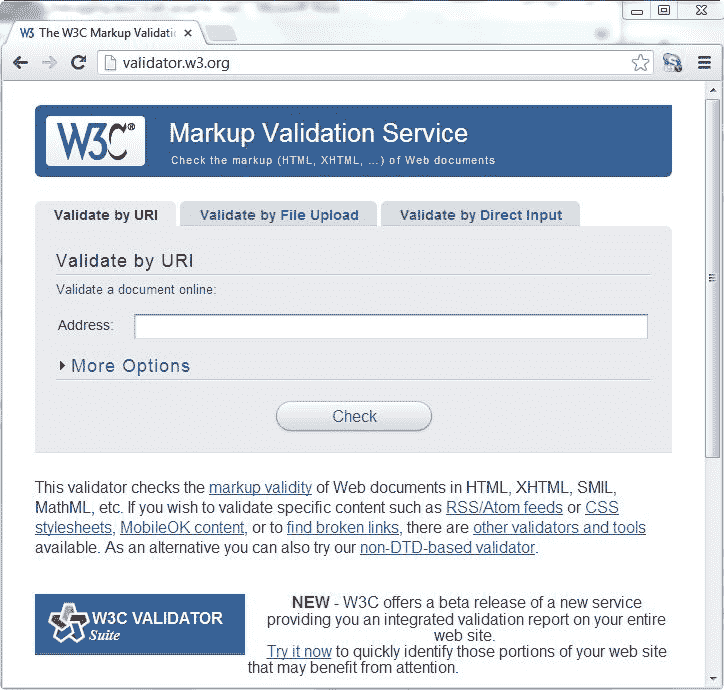 W3 The W3C Markup Validatio
validator.w3.org
W3C® Markup Validation Service
Check the markup (HTML, XHTML, …) of Web documents
Validate by URI Validate by File Upload Validate by Direct Input
Validate by URI
Validate a document online:
Address:
More Options
Check
This validator checks the markup validity of Web documents in HTML, XHTML, SMIL,
MathML, etc. If you wish to validate specific content such as RSS/Atom feeds or CSS
stylesheets, MobileOK content, or to find broken links, there are other validators and tools
available. As an alternative you can also try our non-DTD-based validator.
W3C VALIDATOR
Suite
NEW - W3C offers a beta release of a new service
providing you an integrated validation report on your entire
web site.
Try it now to quickly identify those portions of your web site
that may benefit from attention.